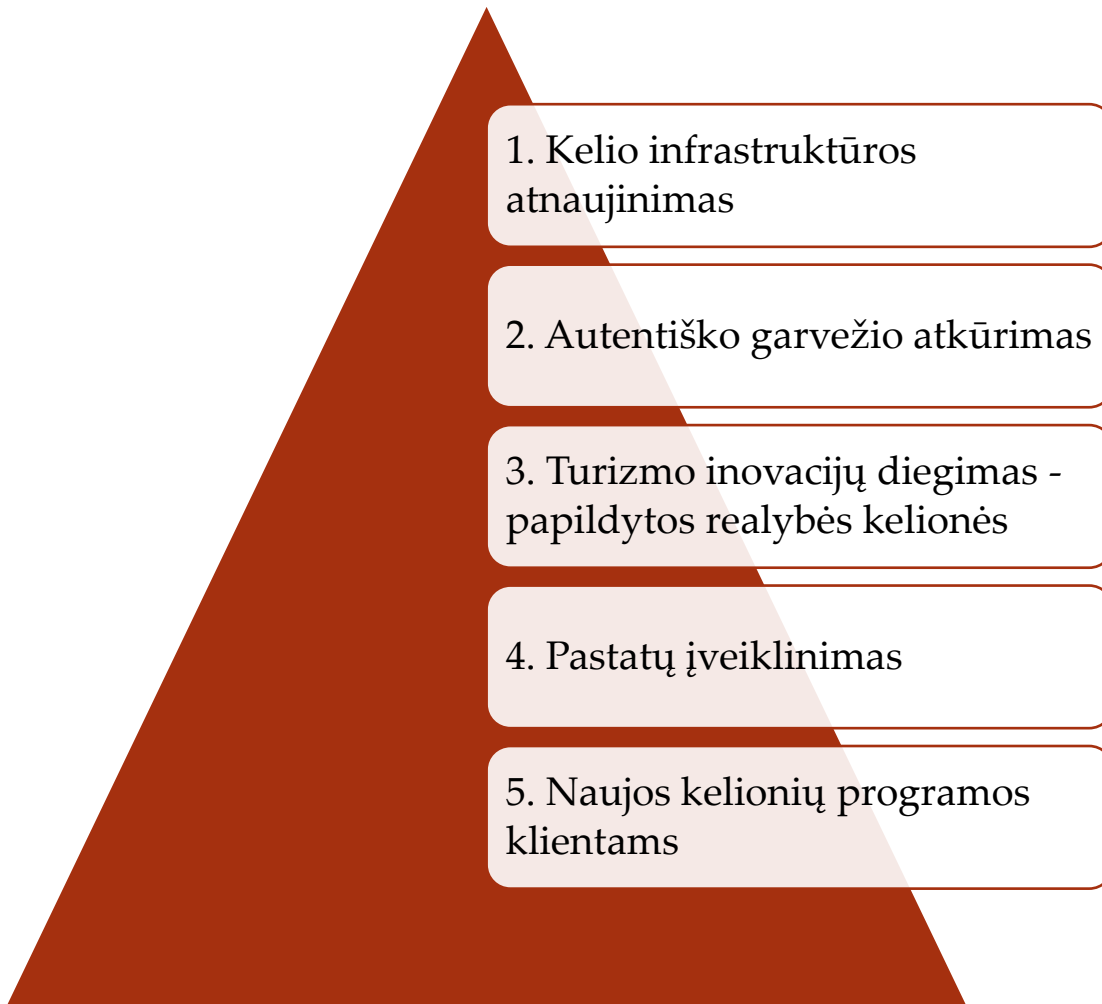 1. Kelio infrastruktūros
atnaujinimas
2. Autentiško garvežio atkūrimas
3. Turizmo inovacijų diegimas -
papildytos realybės kelionės
4. Pastatų įveiklinimas
5. Naujos kelionių programos
klientams